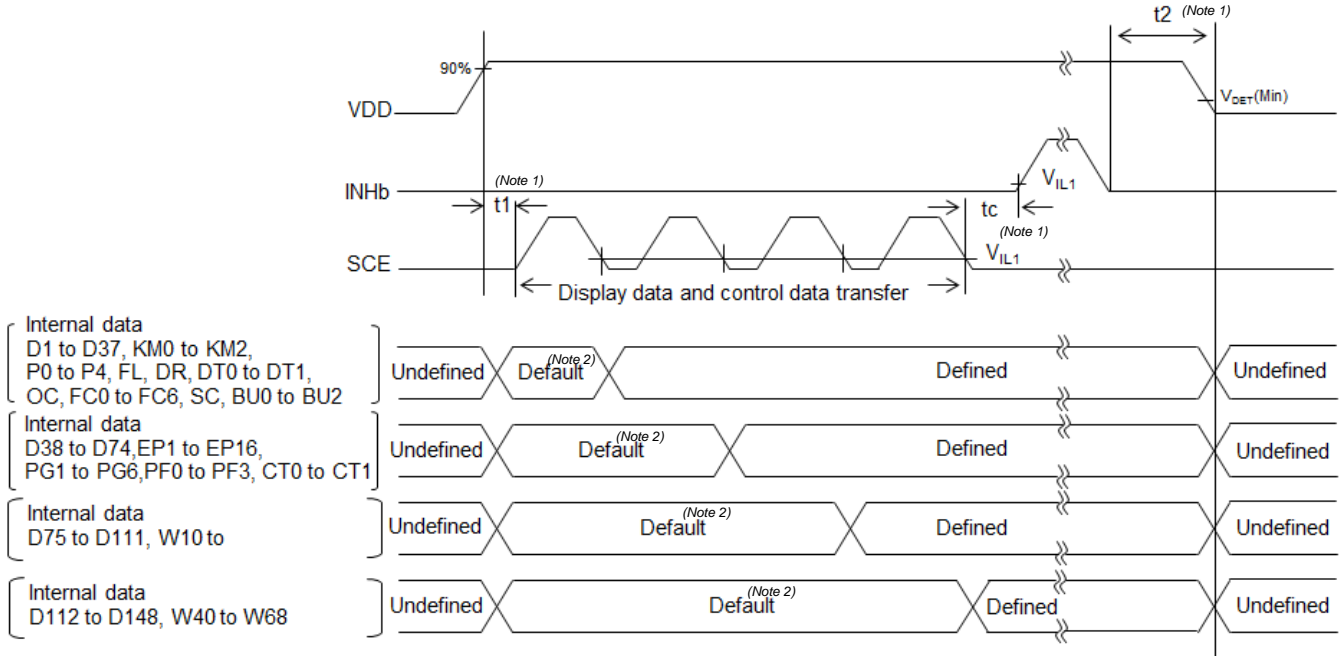 t2 (Note 1)
90%
VDD
VDET(Min)
INHb
(Note 1)
VIL1
t1
tc
(Note 1)
SCE
VIL1
Display data and control data transfer
Internal data
D1 to D37, KM0 to KM2,
P0 to P4, FL, DR, DT0 to DT1,
OC, FC0 to FC6, SC, BU0 to BU2
Undefined
Default (Note 2)
Defined
Undefined
Internal data
D38 to D74,EP1 to EP16,
PG1 to PG6,PF0 to PF3, CT0 to CT1
Undefined
Default (Note 2)
Defined
Undefined
Internal data
D75 to D111, W10 to
Undefined
Default (Note 2)
Defined
Undefined
Internal data
D112 to D148, W40 to W68
Undefined
Default (Note 2)
Defined
Undefined